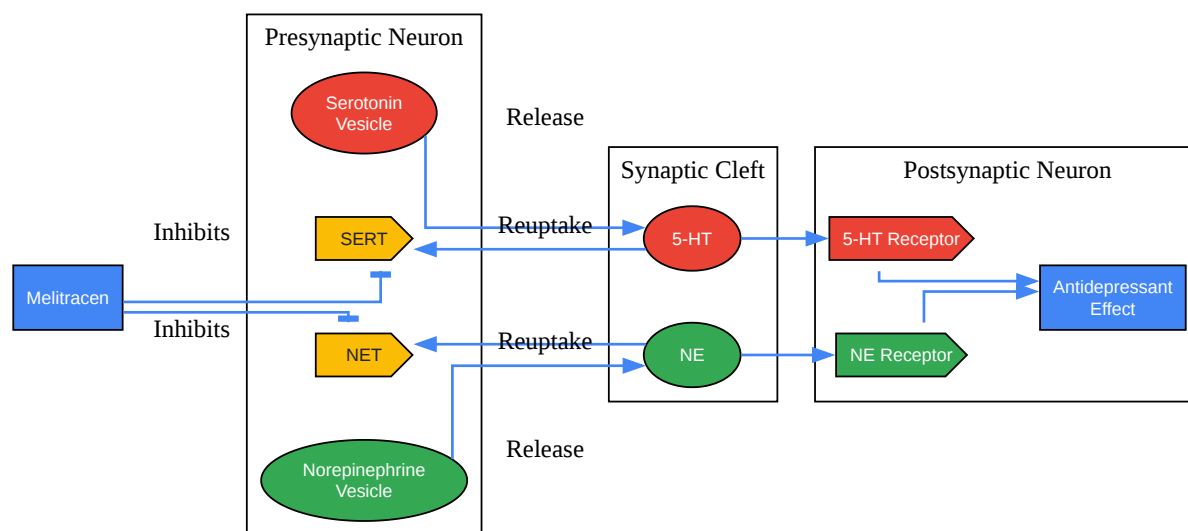 Presynaptic Neuron
Serotonin
Vesicle
Release
Synaptic Cleft
Postsynaptic Neuron
Inhibits
SERT
Reuptake
5-HT
5-HT Receptor
Melitracen
Antidepressant
Effect
Inhibits
NET
Reuptake
NE
NE Receptor
Release
Norepinephrine
Vesicle